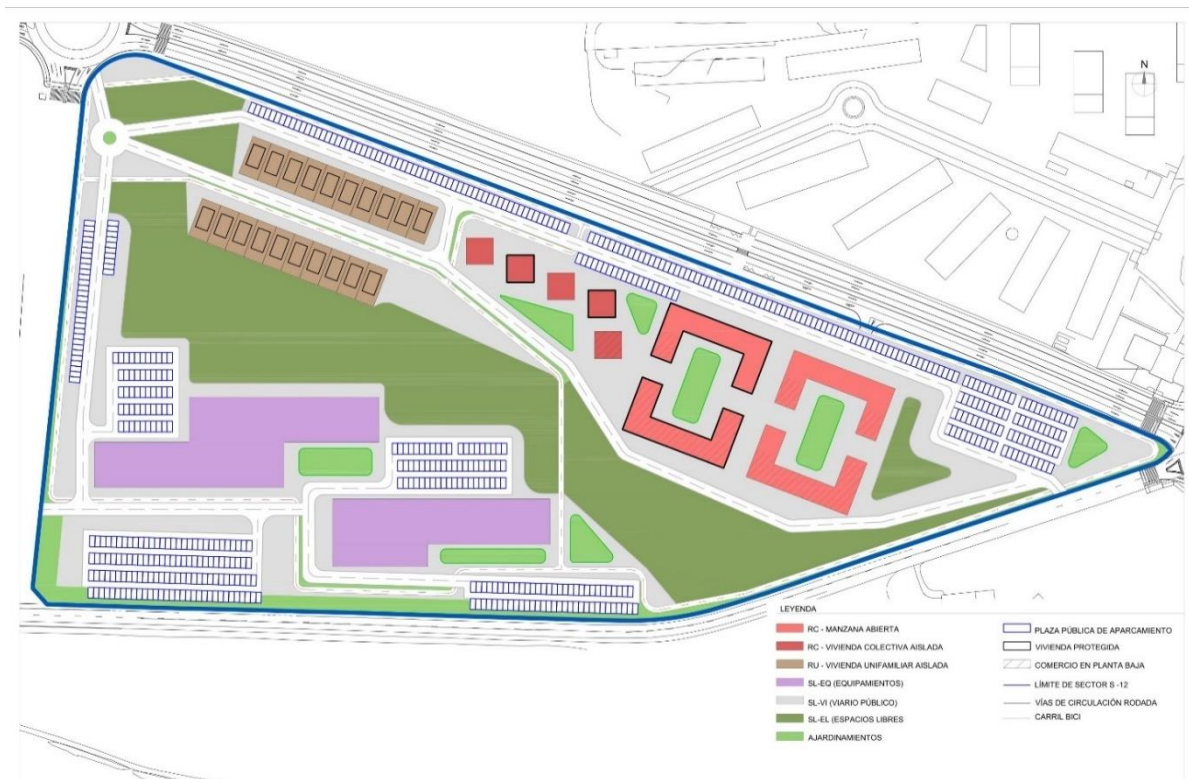 N
LEYENDA
RC - MANZANA ABIERTA
RC - VIVIENDA COLECTIVA AISLADA
RU - VIVIENDA UNIFAMILIAR AISLADA
SL-EQ (EQUIPAMIENTOS)
SL-VI (VIARIO PÚBLICO)
SL-EL (ESPACIOS LIBRES
AJARDINAMIENTOS
PLAZA PÚBLICA DE APARCAMIENTO
VIVIENDA PROTEGIDA
COMERCIO EN PLANTA BAJA
LÍMITE DE SECTOR S -12
VÍAS DE CIRCULACIÓN RODADA
CARRIL BICI